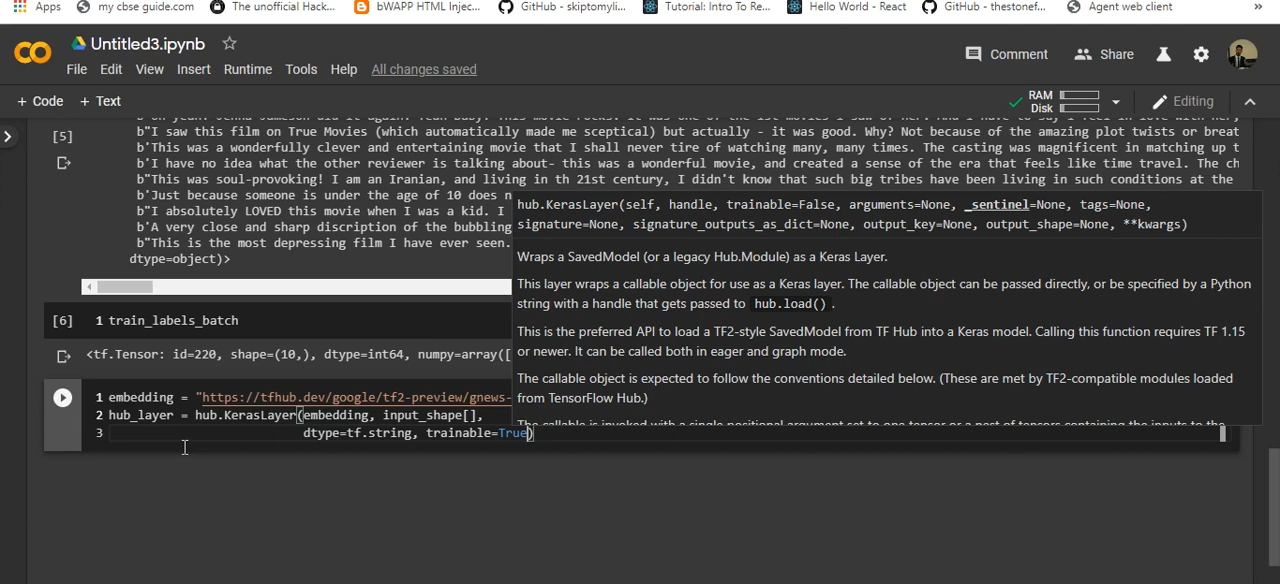 Apps my cbse guide.com The unofficial Hack... bWAPP HTML Injec... GitHub - skiptomyli... Tutorial: Intro To Re... Hello World - React GitHub - thestonef... Agent web client »
Untitled3.ipynb
Comment Share
File Edit View Insert Runtime Tools Help All changes saved
+ Code + Text
RAM
Disk
Editing
[5]
b"I saw this film on True Movies (which automatically made me sceptical) but actually - it was good. Why? Not because of the amazing plot twists or breat
b'This was a wonderfully clever and entertaining movie that I shall never tire of watching many, many times. The casting was magnificent in matching up t
b'I have no idea what the other reviewer is talking about- this was a wonderful movie, and created a sense of the era that feels like time travel. The ch
b"This was soul-provoking! I am an Iranian, and living in th 21st century, I didn't know that such big tribes have been living in such conditions at the
b'Just because someone is under the age of 10 does n
b"I absolutely LOVED this movie when I was a kid. I
b'A very close and sharp discription of the bubbling
b"This is the most depressing film I have ever seen.
dtype=object)>
hub.KerasLayer(self, handle, trainable=False, arguments=None, _sentinel=None, tags=None,
signature=None, signature_outputs_as_dict=None, output_key=None, output_shape=None, **kwargs)
Wraps a SavedModel (or a legacy Hub.Module) as a Keras Layer.
This layer wraps a callable object for use as a Keras layer. The callable object can be passed directly, or be specified by a Python
string with a handle that gets passed to hub.load() .
This is the preferred API to load a TF2-style SavedModel from TF Hub into a Keras model. Calling this function requires TF 1.15
or newer. It can be called both in eager and graph mode.
The callable object is expected to follow the conventions detailed below. (These are met by TF2-compatible modules loaded
from TensorFlow Hub.)
[6] 1 train_labels_batch
<tf.Tensor: id=220, shape=(10,), dtype=int64, numpy=array([
1 embedding = "https://tfhub.dev/google/tf2-preview/gnews-
2 hub_layer = hub.KerasLayer(embedding, input_shape[],
3 dtype=tf.string, trainable=True)